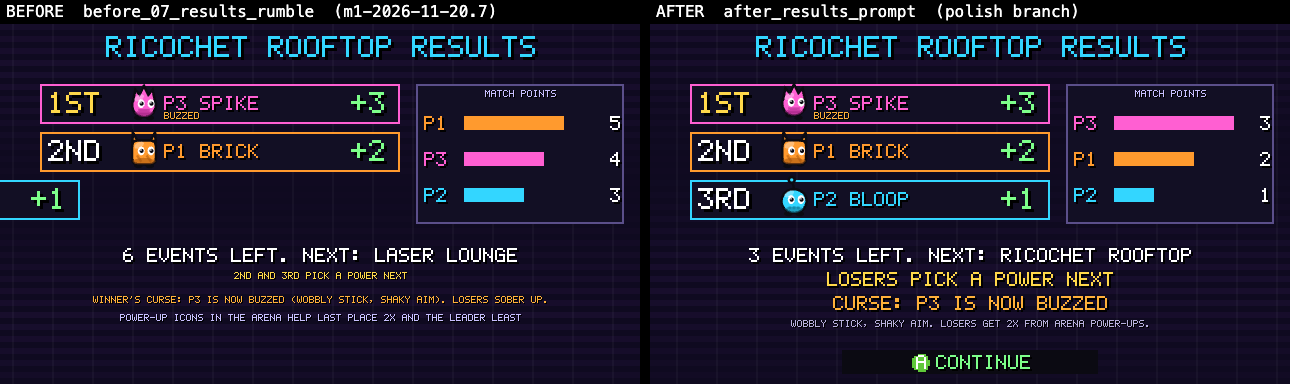 BEFORE before_07_results_rumble (m1-2026-11-20.7)
RICOCHET ROOFTOP RESULTS
1ST P3 SPIKE +3
BUZZED
2ND P1 BRICK +2
+1
MATCH POINTS
P1 5
P3 4
P2 3
6 EVENTS LEFT. NEXT: LASER LOUNGE
2ND AND 3RD PICK A POWER NEXT
WINNER'S CURSE: P3 IS NOW BUZZED (WOBBLY STICK, SHAKY AIM). LOSERS SOBER UP.
POWER-UP ICONS IN THE ARENA HELP LAST PLACE 2X AND THE LEADER LEAST
AFTER after_results_prompt (polish branch)
RICOCHET ROOFTOP RESULTS
1ST P3 SPIKE +3
BUZZED
2ND P1 BRICK +2
3RD P2 BLOOP +1
MATCH POINTS
P3 3
P1 2
P2 1
3 EVENTS LEFT. NEXT: RICOCHET ROOFTOP
LOSERS PICK A POWER NEXT
CURSE: P3 IS NOW BUZZED
WOBBLY STICK, SHAKY AIM. LOSERS GET 2X FROM ARENA POWER-UPS.
A CONTINUE